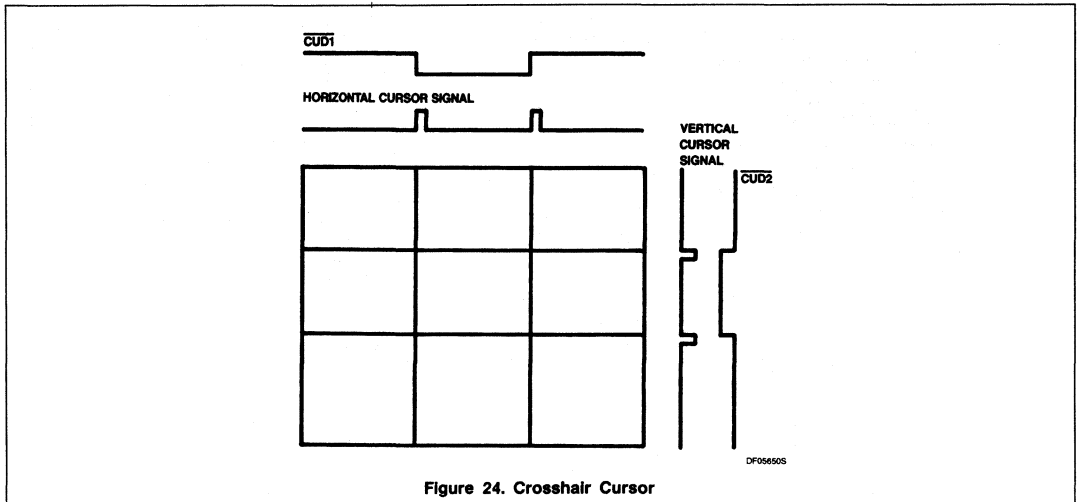 CUD1
HORIZONTAL CURSOR SIGNAL
VERTICAL
CURSOR
SIGNAL
CUD2
DF05650S
Figure 24. Crosshair Cursor